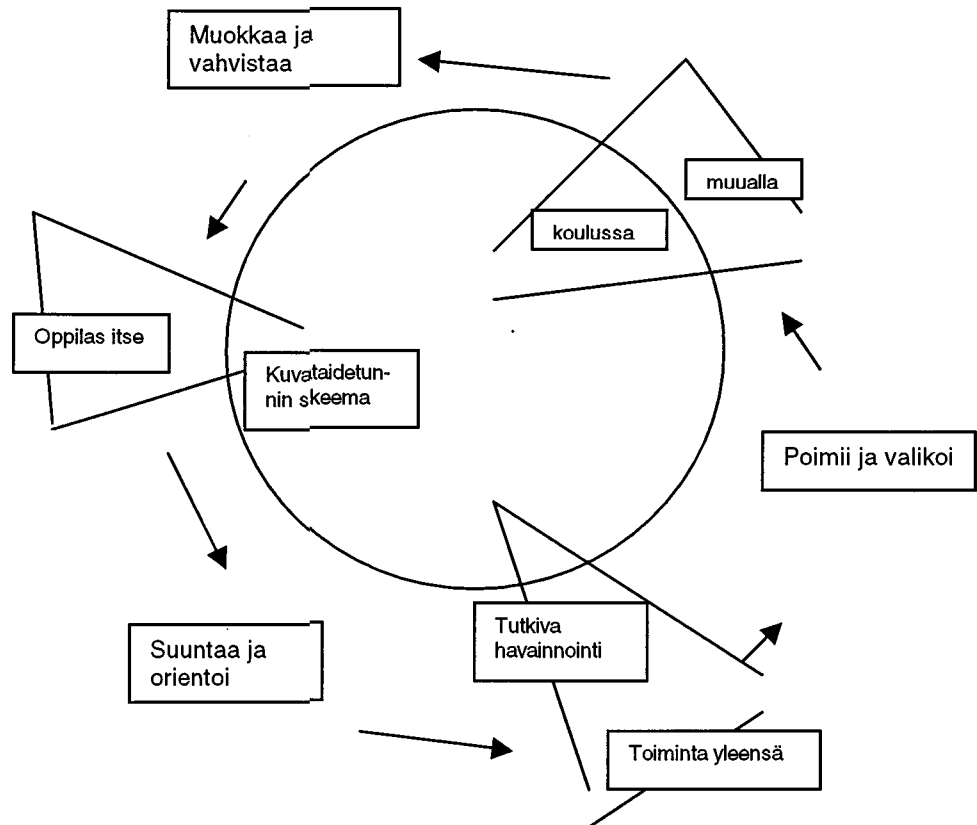 Muokkaa ja
vahvistaa
muualla
koulussa
Oppilas itse
Kuvataidetun-
nin skeema
Poimii ja valikoi
Tutkiva
havainnointi
Suuntaa ja
orientoi
Toiminta yleensä